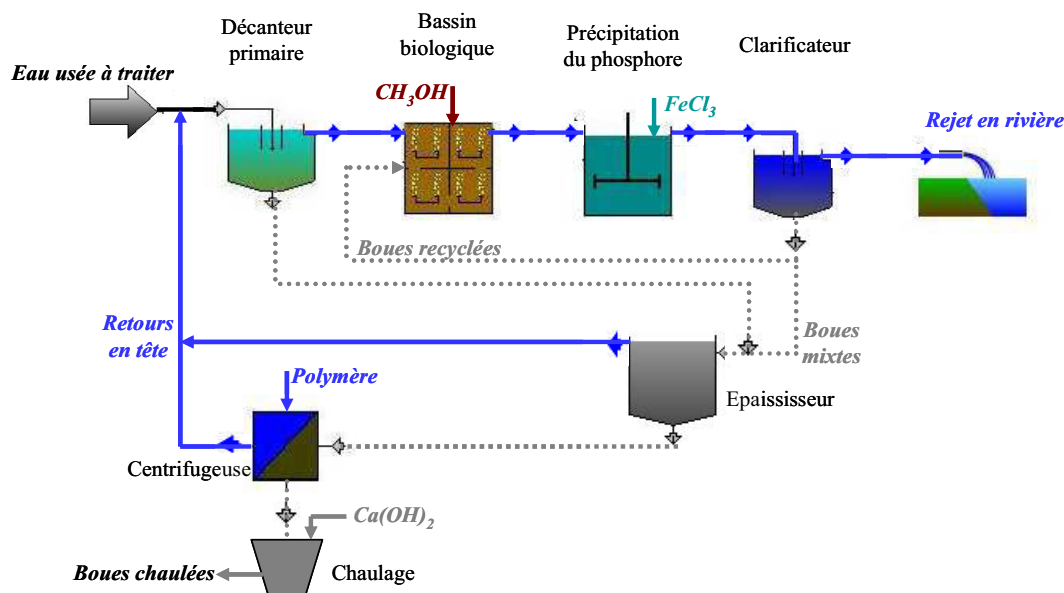 Décanteur
primaire
Bassin
biologique
Précipitation
du phosphore
Clarificateur
Eau usée à traiter
CH3OH
FeCl3
Rejet en rivière
Boues recyclées
Retours
en tête
Boues
mixtes
Polymère
Epaississeur
Centrifugeuse
Ca(OH)2
Boues chaulées
Chaulage